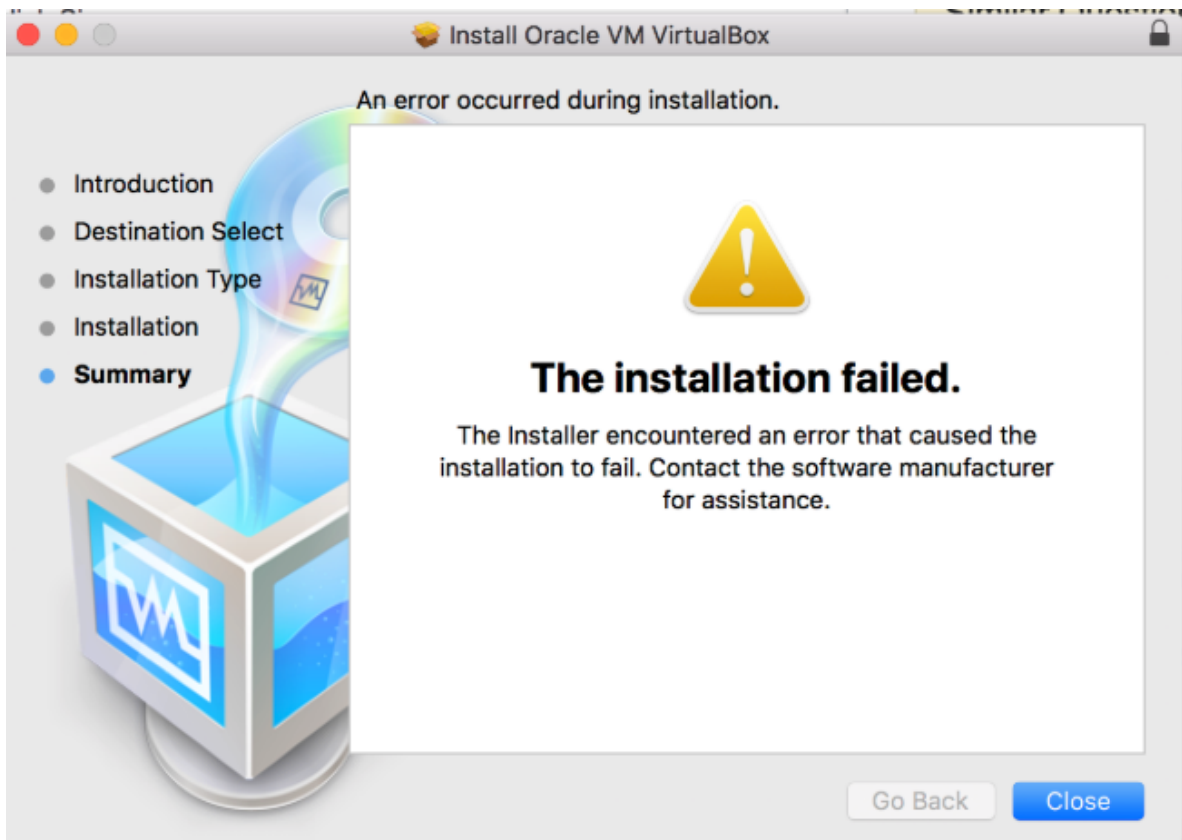 Install Oracle VM VirtualBox
An error occurred during installation.
Introduction
Destination Select
Installation Type
Installation
Summary
The installation failed.
The Installer encountered an error that caused the
installation to fail. Contact the software manufacturer
for assistance.
Go Back
Close